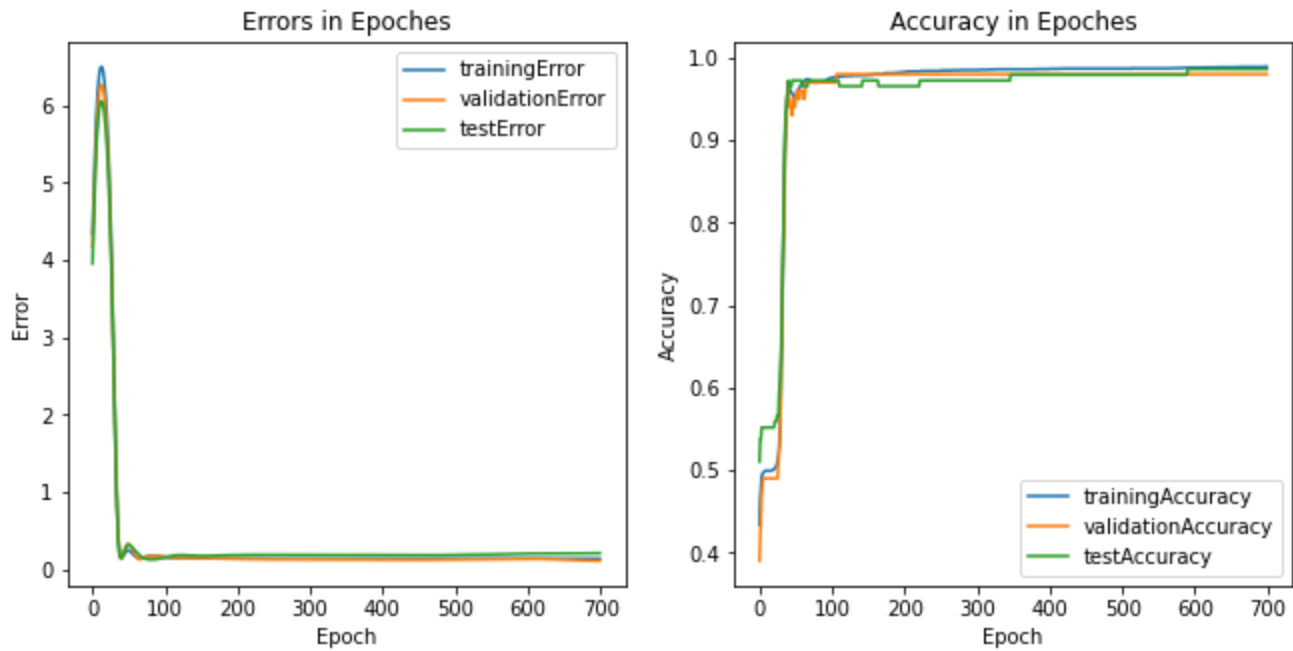 Errors in Epoches
trainingError
validationError
testError
6
5
4
3
2
1
0
Error
0 100 200 300 400 500 600 700
Epoch
Accuracy in Epoches
1.0
0.9
0.8
0.7
0.6
0.5
0.4
Accuracy
trainingAccuracy
validationAccuracy
testAccuracy
0 100 200 300 400 500 600 700
Epoch